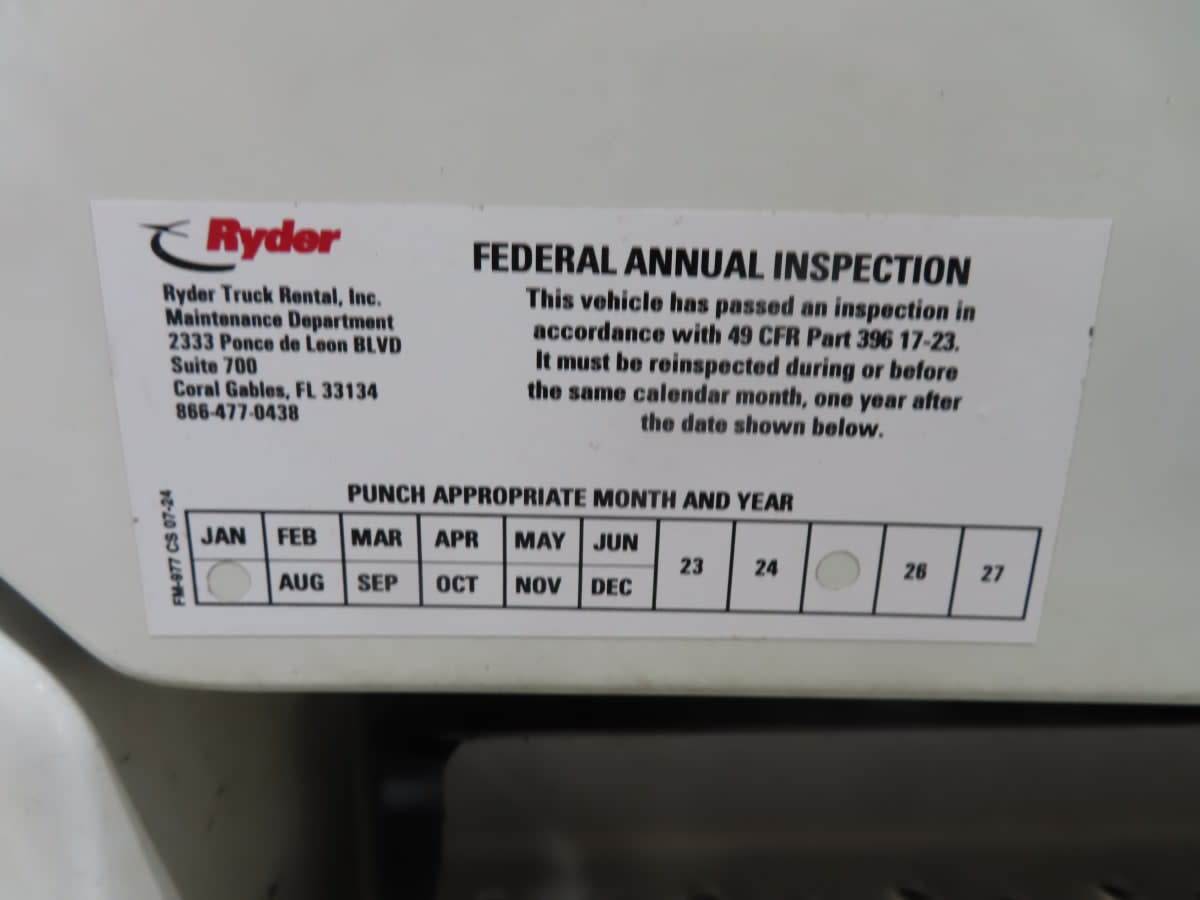 Ryder
Ryder Truck Rental, Inc.
Maintenance Department
2333 Ponce de Leon BLVD
Suite 700
Coral Gables, FL 33134
866-477-0438
FEDERAL ANNUAL INSPECTION
This vehicle has passed an inspection in
accordance with 49 CFR Part 396 17-23.
It must be reinspected during or before
the same calendar month, one year after
the date shown below.
PUNCH APPROPRIATE MONTH AND YEAR
JAN FEB MAR APR MAY JUN
AUG SEP OCT NOV DEC
23 24 26 27
FM-977 CS 07-24